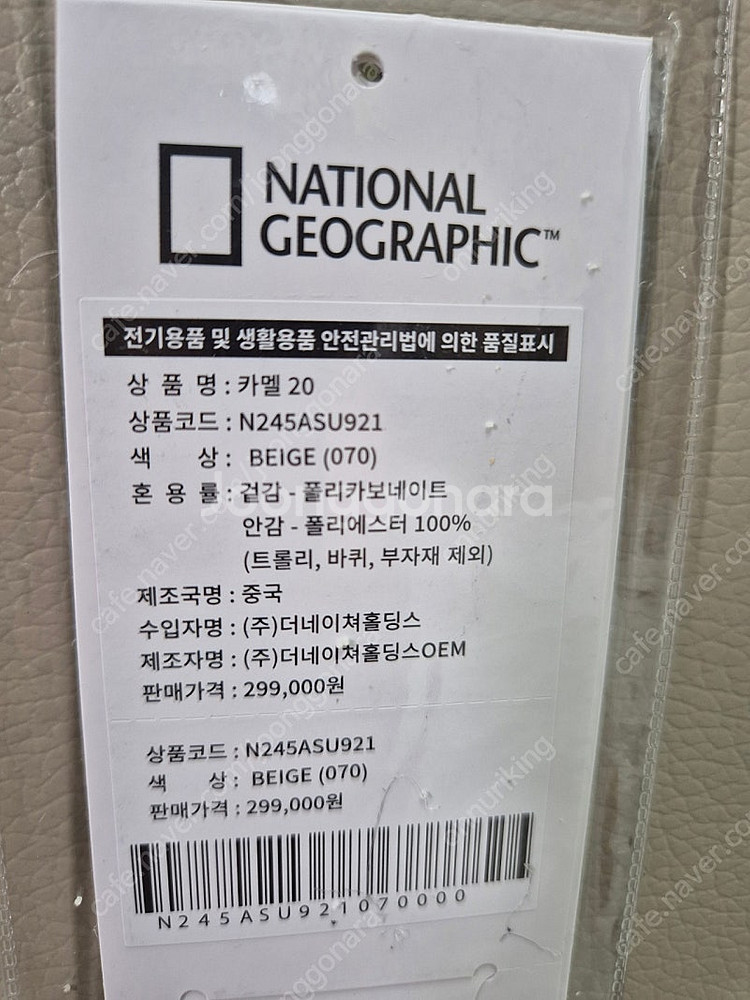 NATIONAL
GEOGRAPHIC™
전기용품 및 생활용품 안전관리법에 의한 품질표시
상 품 명 : 카멜 20
상품코드 : N245ASU921
색 상 : BEIGE (070)
혼 용 률 : 겉감 - 폴리카보네이트
Joonggonara
안감 - 폴리에스터 100%
(트롤리, 바퀴, 부자재 제외)
제조국명 : 중국
수입자명 : (주)더네이쳐홀딩스
제조자명 : (주)더네이쳐홀딩스OEM
판매가격 : 299,000원
상품코드 : N245ASU921
색 상 : BEIGE (070)
판매가격 : 299,000원
N245ASU921070000